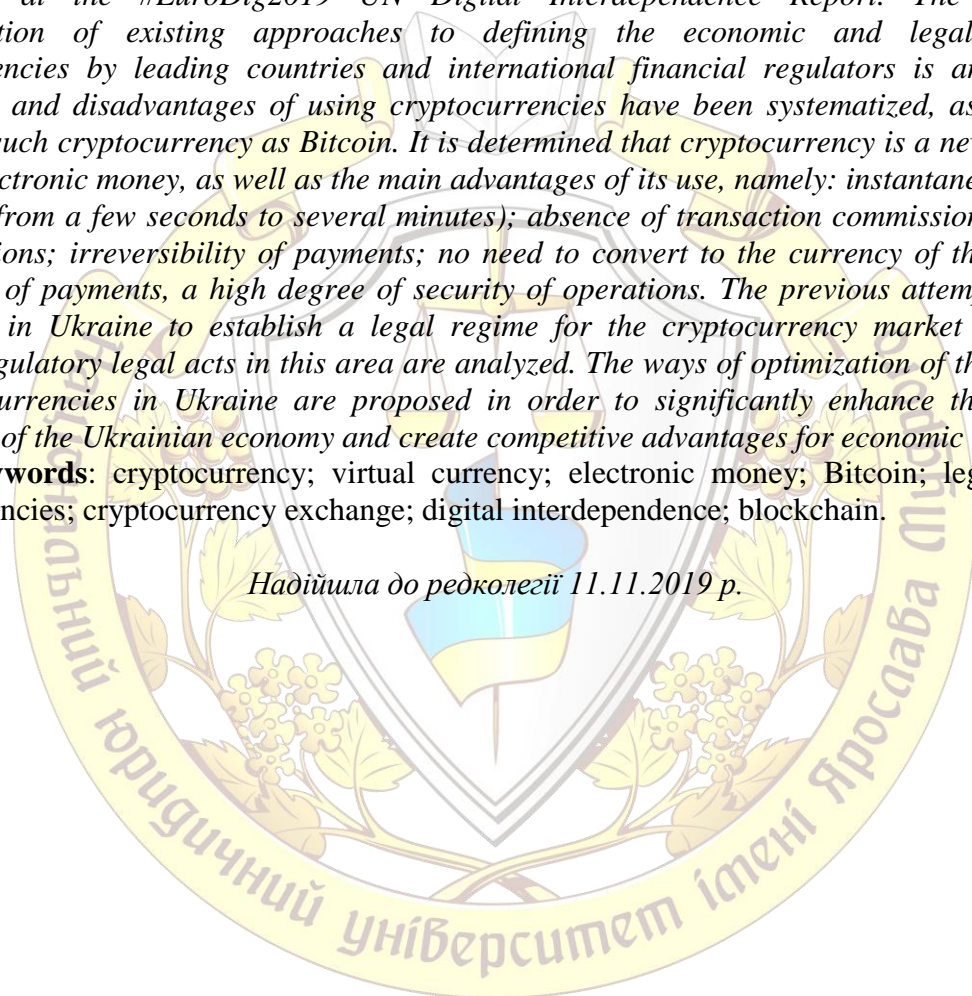 at the #EuroDig2019 UN Digital Interdependence Report. The
tion of existing approaches to defining the economic and legal
encies by leading countries and international financial regulators is an
and disadvantages of using cryptocurrencies have been systematized, as
such cryptocurrency as Bitcoin. It is determined that cryptocurrency is a ne
ectronic money, as well as the main advantages of its use, namely: instantane
from a few seconds to several minutes); absence of transaction commission
ions; irreversibility of payments; no need to convert to the currency of th
of payments, a high degree of security of operations. The previous attemp
in Ukraine to establish a legal regime for the cryptocurrency market
gulatory legal acts in this area are analyzed. The ways of optimization of th
urrencies in Ukraine are proposed in order to significantly enhance th
of the Ukrainian economy and create competitive advantages for economic
ywords: cryptocurrency; virtual currency; electronic money; Bitcoin; leg
ncies; cryptocurrency exchange; digital interdependence; blockchain.
Надійшла до редколегії 11.11.2019 р.
Національний юридичний університет імені Ярослава Мудрого